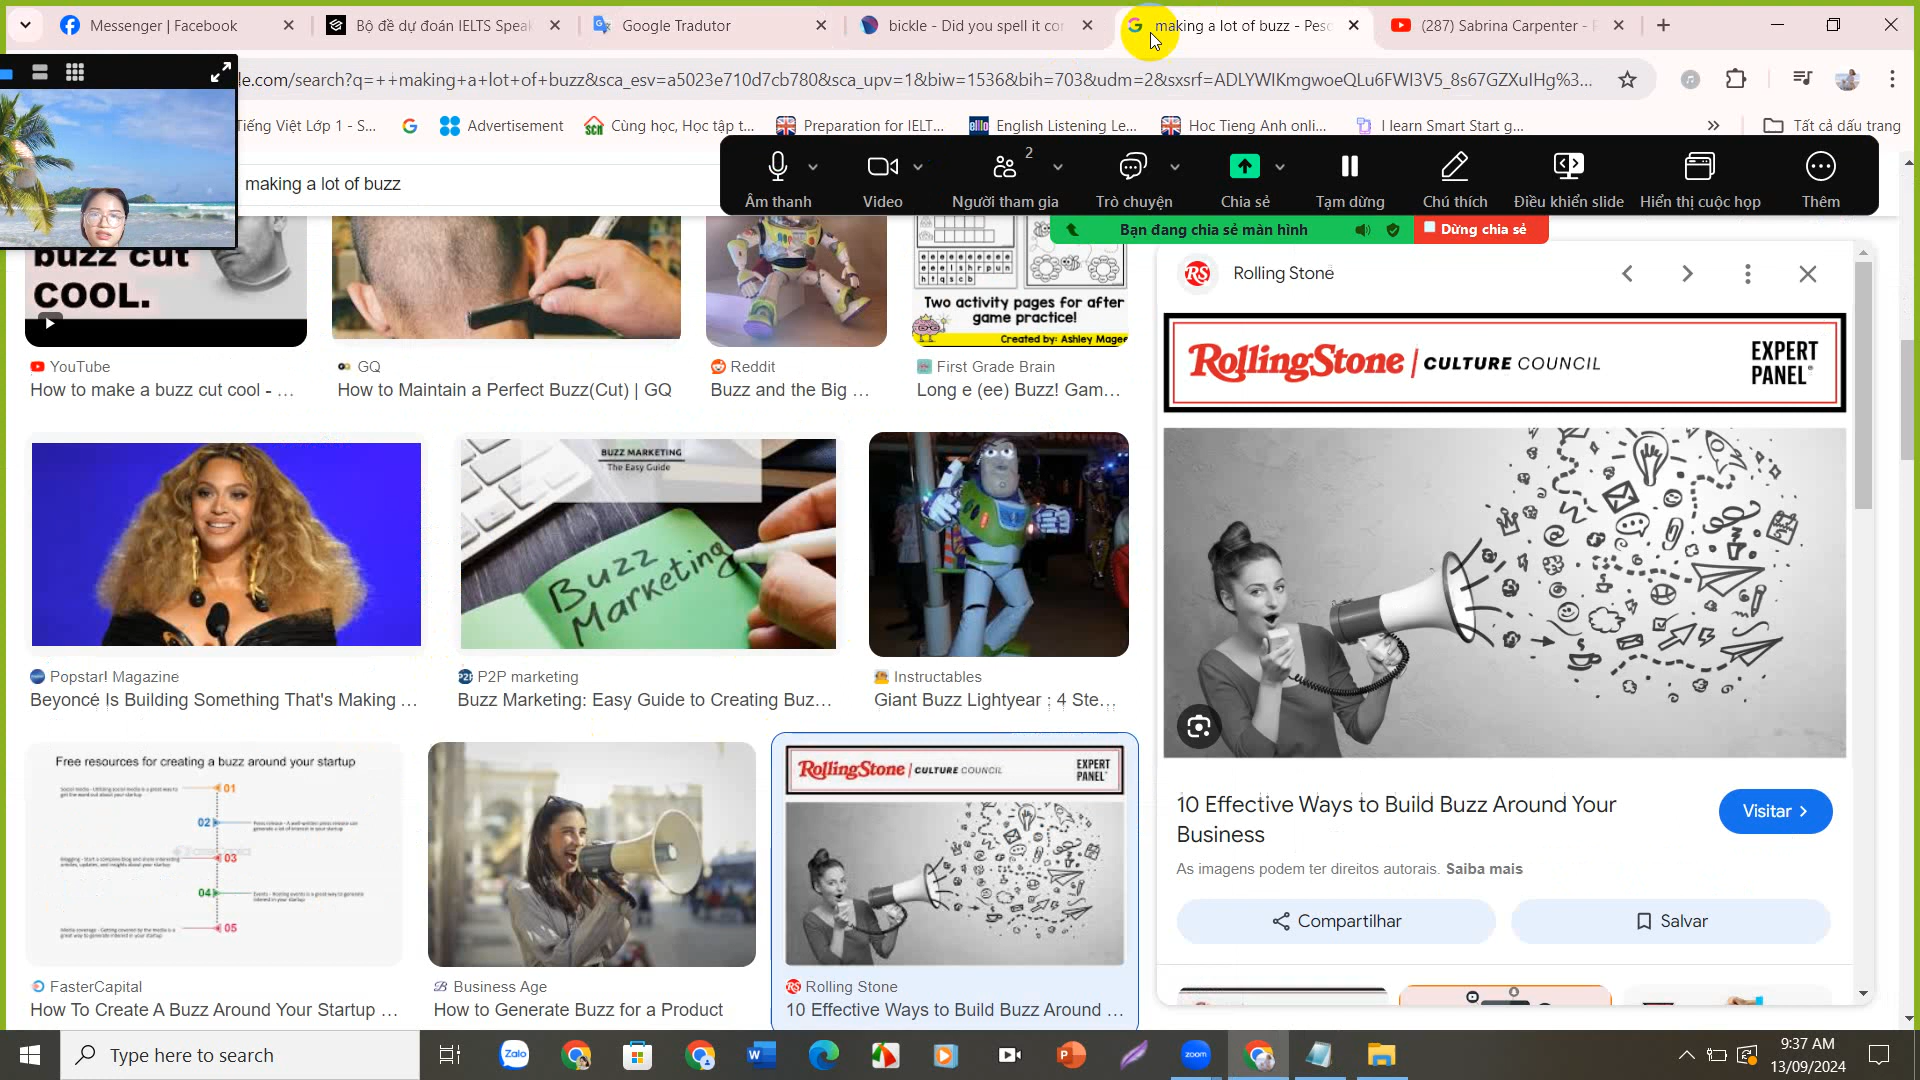 Messenger | Facebook
Bộ đề dự đoán IELTS Speak
Google Tradutor
bickle - Did you spell it cor
making a lot of buzz - Pesq
(287) Sabrina Carpenter -
le.com/search?q=++making+a+lot+of+buzz&sca_esv=a5023e710d7cb780&sca_upv=1&biw=1536&bih=703&udm=2&sxsrf=ADLYWIKmgwoeQLu6FWI3V5_8s67GZXulHg%3...
Tiếng Việt Lớp 1 - S...
Advertisement
Cùng học, Học tập t...
Preparation for IELT...
English Listening Le...
Hoc Tieng Anh onli...
I learn Smart Start g...
Tất cả dấu trang
making a lot of buzz
2
Âm thanh
Video
Người tham gia
Trò chuyện
Chia sẻ
Tạm dừng
Chú thích
Điều khiển slide
Hiển thị cuộc họp
Thêm
Bạn đang chia sẻ màn hình
Dừng chia sẻ
buzz cut
COOL.
Two activity pages for after
game practice!
Created by: Ashley Magee
YouTube
How to make a buzz cut cool - ...
GQ
How to Maintain a Perfect Buzz(Cut) | GQ
Reddit
Buzz and the Big ...
First Grade Brain
Long e (ee) Buzz! Gam...
BUZZ MARKETING
The Easy Guide
Buzz
Marketing
Popstar! Magazine
Beyoncé Is Building Something That's Making ...
P2P marketing
Buzz Marketing: Easy Guide to Creating Buz...
Instructables
Giant Buzz Lightyear : 4 Ste...
Free resources for creating a buzz around your startup
01
02
03
04
05
RollingStone | CULTURE COUNCIL
EXPERT
PANEL
FasterCapital
How To Create A Buzz Around Your Startup ...
Business Age
How to Generate Buzz for a Product
Rolling Stone
10 Effective Ways to Build Buzz Around ...
RS
Rolling Stone
RollingStone | CULTURE COUNCIL
EXPERT
PANEL
10 Effective Ways to Build Buzz Around Your
Business
Visitar
As imagens podem ter direitos autorais. Saiba mais
Compartilhar
Salvar
Type here to search
Zalo
zoom
9:37 AM
13/09/2024